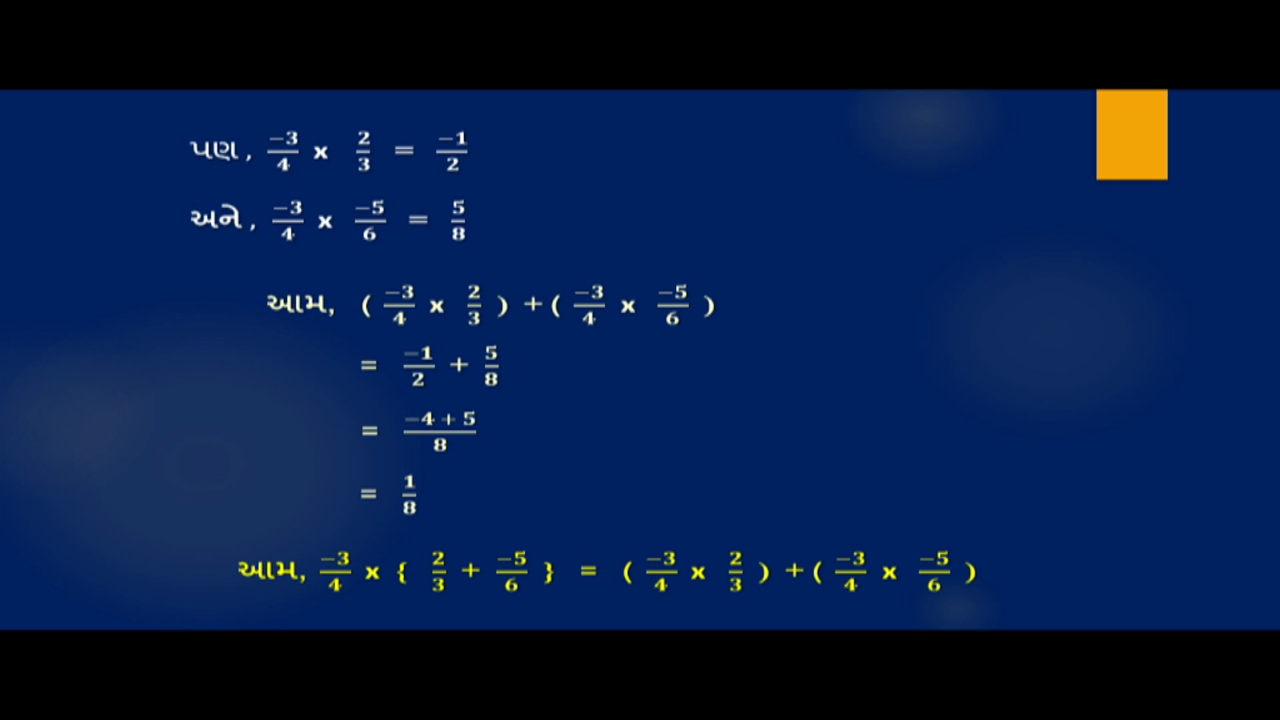 પણ , −3/4 x 2/3 = −1/2
અને , −3/4 x −5/6 = 5/8
આમ, ( −3/4 x 2/3 ) + ( −3/4 x −5/6 )
= −1/2 + 5/8
= −4 + 5/8
= 1/8
આમ, −3/4 x { 2/3 + −5/6 } = ( −3/4 x 2/3 ) + ( −3/4 x −5/6 )